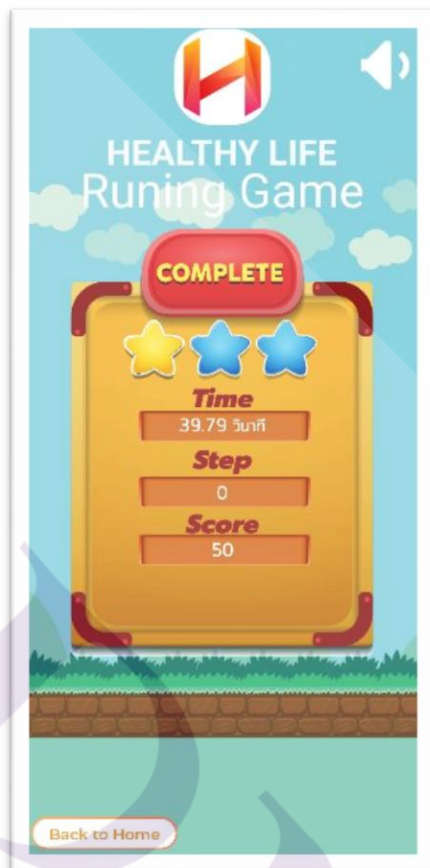 HEALTHY LIFE
Runing Game
COMPLETE
Time
39.79 วินาที
Step
0
Score
50
Back to Home